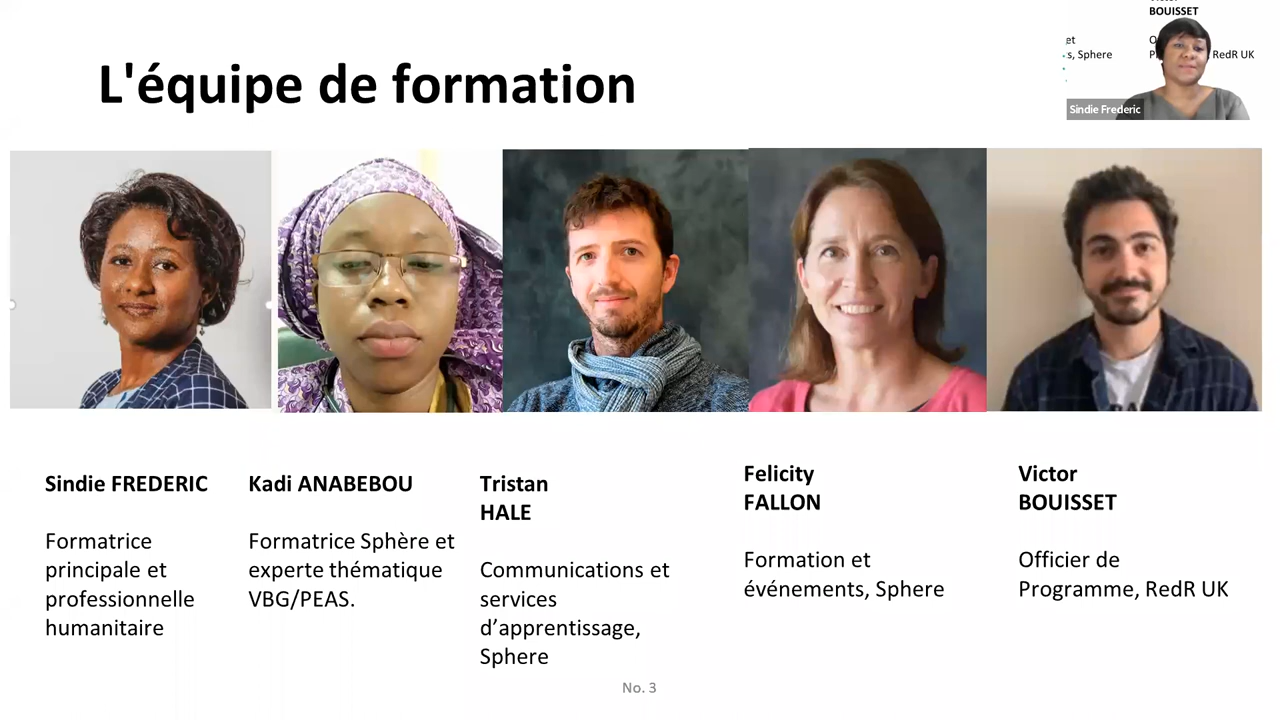 L'équipe de formation
BOUISSET
et
s, Sphere
RedR UK
Sindie Frederic
Sindie FREDERIC
Formatrice
principale et
professionnelle
humanitaire
Kadi ANABEBOU
Formatrice Sphère et
experte thématique
VBG/PEAS.
Tristan
HALE
Communications et
services
d’apprentissage,
Sphere
Felicity
FALLON
Formation et
événements, Sphere
Victor
BOUISSET
Officier de
Programme, RedR UK
No. 3